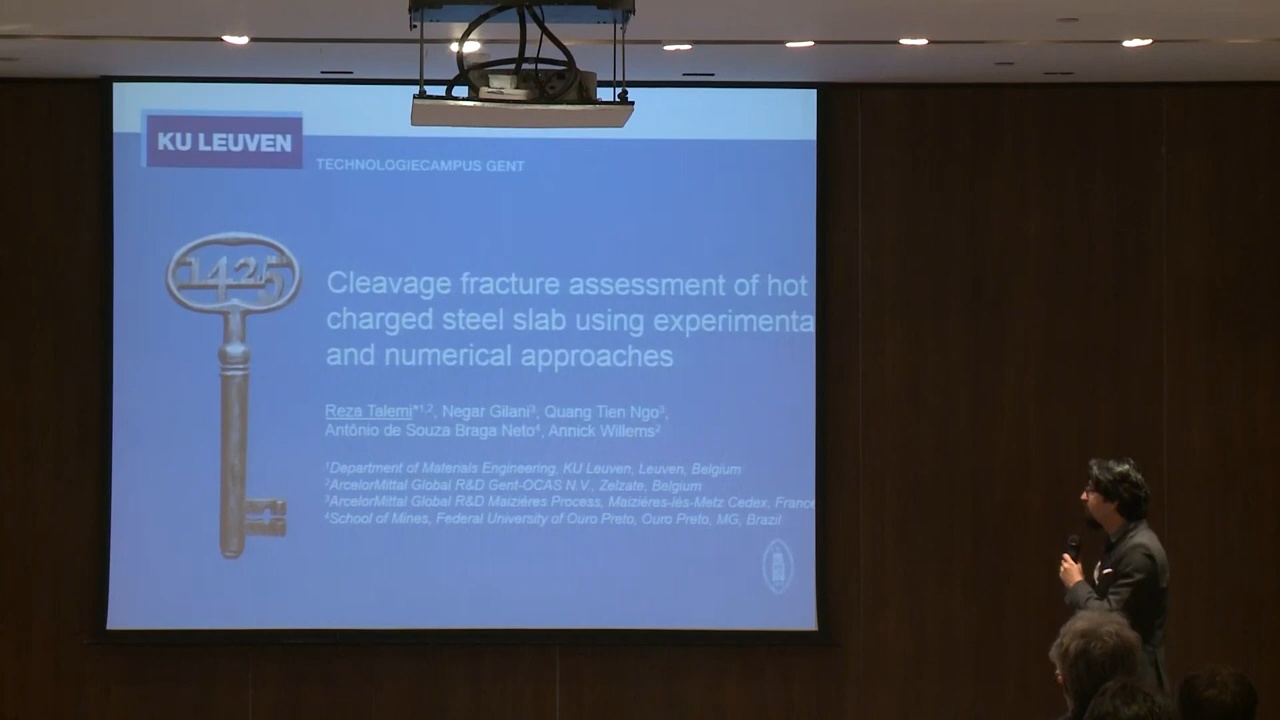 KU LEUVEN
TECHNOLOGIECAMPUS GENT
1425
Cleavage fracture assessment of hot
charged steel slab using experimenta
and numerical approaches
Reza Talemi*¹,², Negar Gilani³, Quang Tien Ngo³,
António de Souza Braga Neto⁴, Annick Willems²
¹Department of Materials Engineering, KU Leuven, Leuven, Belgium
²ArcelorMittal Global R&D Gent-OCAS N.V., Zelzate, Belgium
³ArcelorMittal Global R&D Maizières Process, Maizières-lès-Metz Cedex, France
⁴School of Mines, Federal University of Ouro Preto, Ouro Preto, MG, Brazil